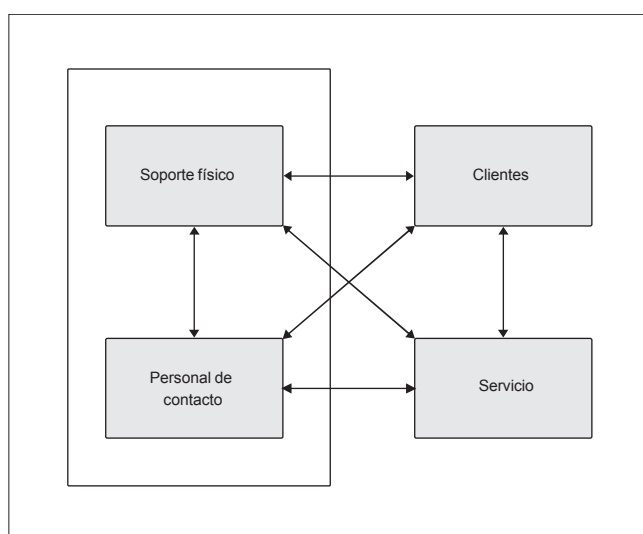 Soporte físico
Clientes
Personal de
contacto
Servicio